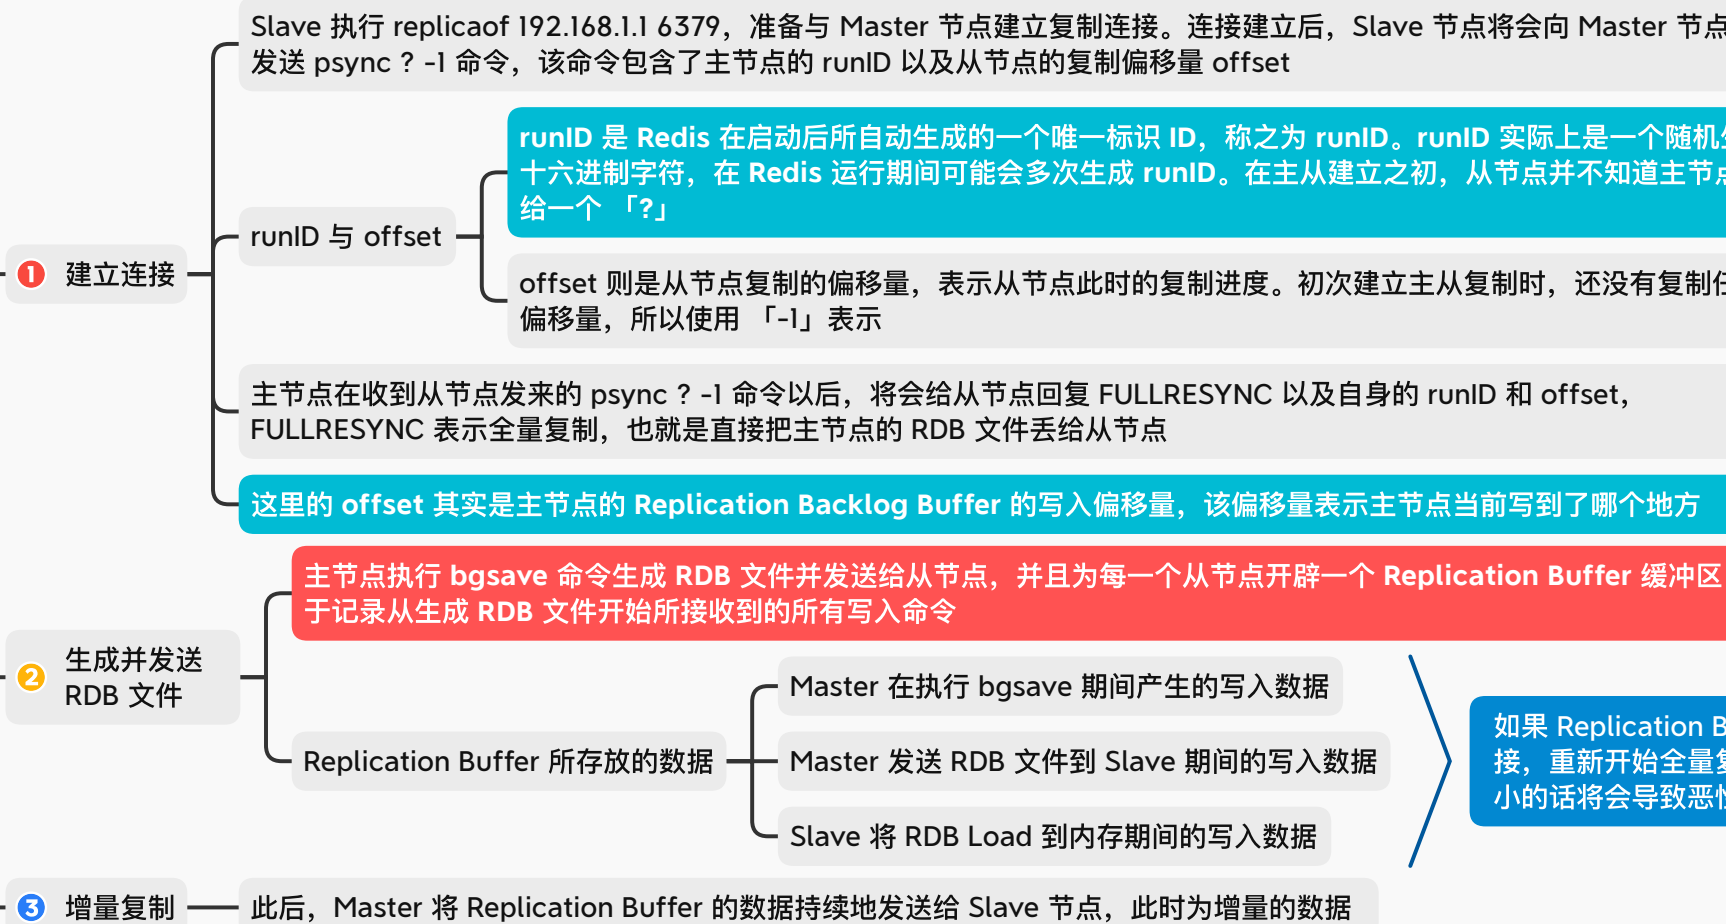 Slave 执行 replicaof 192.168.1.1 6379，准备与 Master 节点建立复制连接。连接建立后，Slave 节点将会向 Master 节点
发送 psync ? -1 命令，该命令包含了主节点的 runID 以及从节点的复制偏移量 offset
runID 是 Redis 在启动后所自动生成的一个唯一标识 ID，称之为 runID。runID 实际上是一个随机
十六进制字符，在 Redis 运行期间可能会多次生成 runID。在主从建立之初，从节点并不知道主节点
给一个 「?」
runID 与 offset
1 建立连接
offset 则是从节点复制的偏移量，表示从节点此时的复制进度。初次建立主从复制时，还没有复制任
偏移量，所以使用 「-1」表示
主节点在收到从节点发来的 psync ? -1 命令以后，将会给从节点回复 FULLRESYNC 以及自身的 runID 和 offset，
FULLRESYNC 表示全量复制，也就是直接把主节点的 RDB 文件丢给从节点
这里的 offset 其实是主节点的 Replication Backlog Buffer 的写入偏移量，该偏移量表示主节点当前写到了哪个地方
主节点执行 bgsave 命令生成 RDB 文件并发送给从节点，并且为每一个从节点开辟一个 Replication Buffer 缓冲区
于记录从生成 RDB 文件开始所接收到的所有写入命令
2 生成并发送
RDB 文件
Master 在执行 bgsave 期间产生的写入数据
Replication Buffer 所存放的数据
Master 发送 RDB 文件到 Slave 期间的写入数据
Slave 将 RDB Load 到内存期间的写入数据
如果 Replication B
接，重新开始全量复
小的话将会导致恶性
3 增量复制
此后，Master 将 Replication Buffer 的数据持续地发送给 Slave 节点，此时为增量的数据